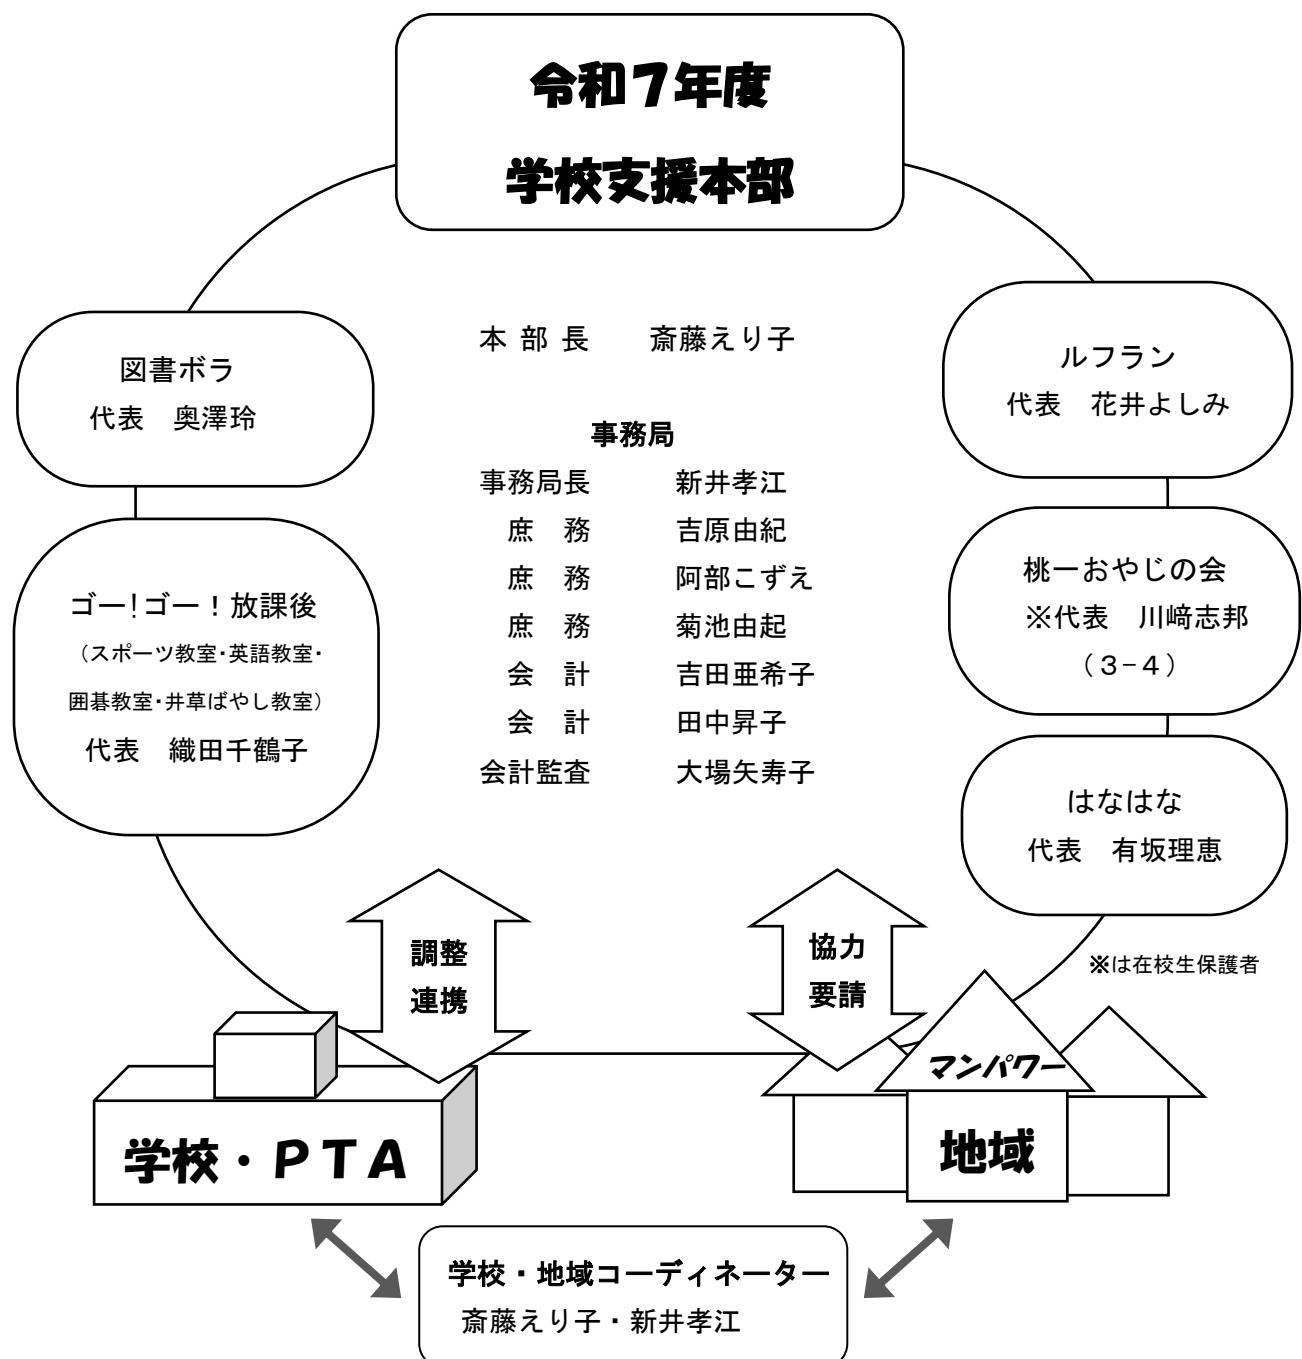 令和７年度
学校支援本部
本 部 長　　斎藤えり子
図書ボラ
代表　奥澤玲
ゴー！ゴー！放課後
（スポーツ教室・英語教室・
囲碁教室・井草ばやし教室）
代表　織田千鶴子
事務局
事務局長　　　新井孝江
庶　務　　　吉原由紀
庶　務　　　阿部こずえ
庶　務　　　菊池由起
会　計　　　吉田亜希子
会　計　　　田中昇子
会計監査　　　大場矢寿子
ルフラン
代表　花井よしみ
桃一おやじの会
※代表　川﨑志邦
（３−４）
はなはな
代表　有坂理恵
※は在校生保護者
調整
連携
協力
要請
学校・ＰＴＡ
マンパワー
地域
学校・地域コーディネーター
斎藤えり子・新井孝江